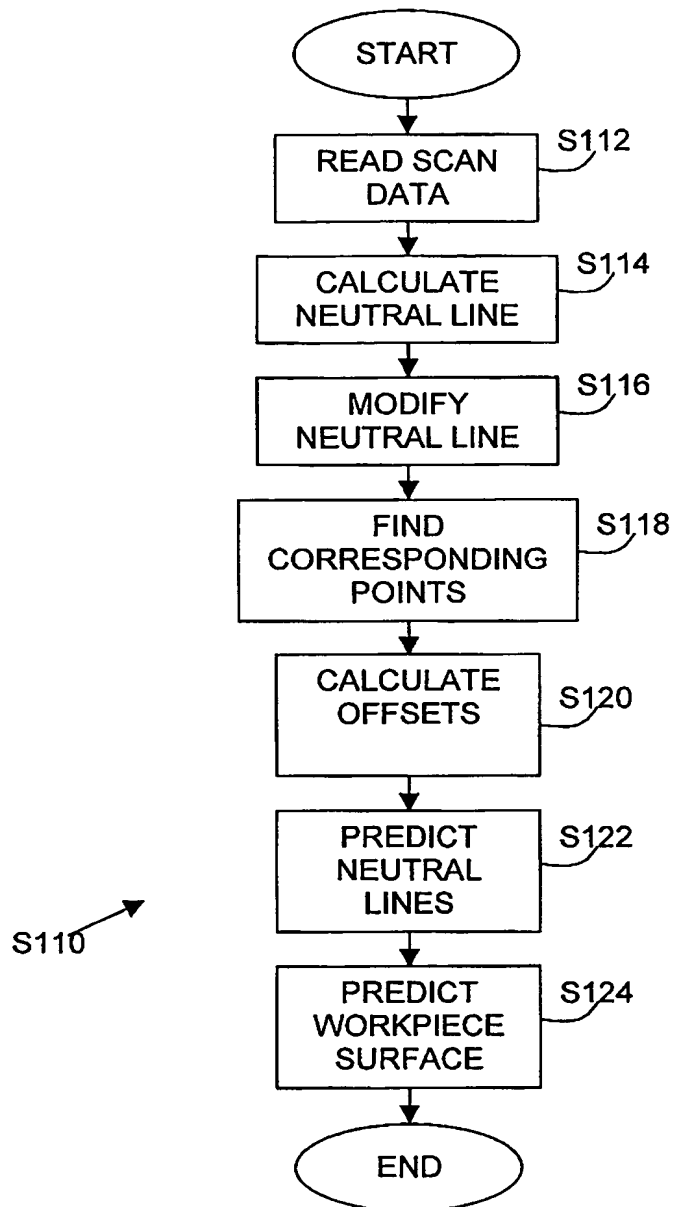 START
S112
READ SCAN
DATA
S114
CALCULATE
NEUTRAL LINE
S116
MODIFY
NEUTRAL LINE
S118
FIND
CORRESPONDING
POINTS
CALCULATE
OFFSETS
S120
PREDICT
NEUTRAL
LINES
S122
S110
PREDICT
WORKPIECE
SURFACE
S124
END